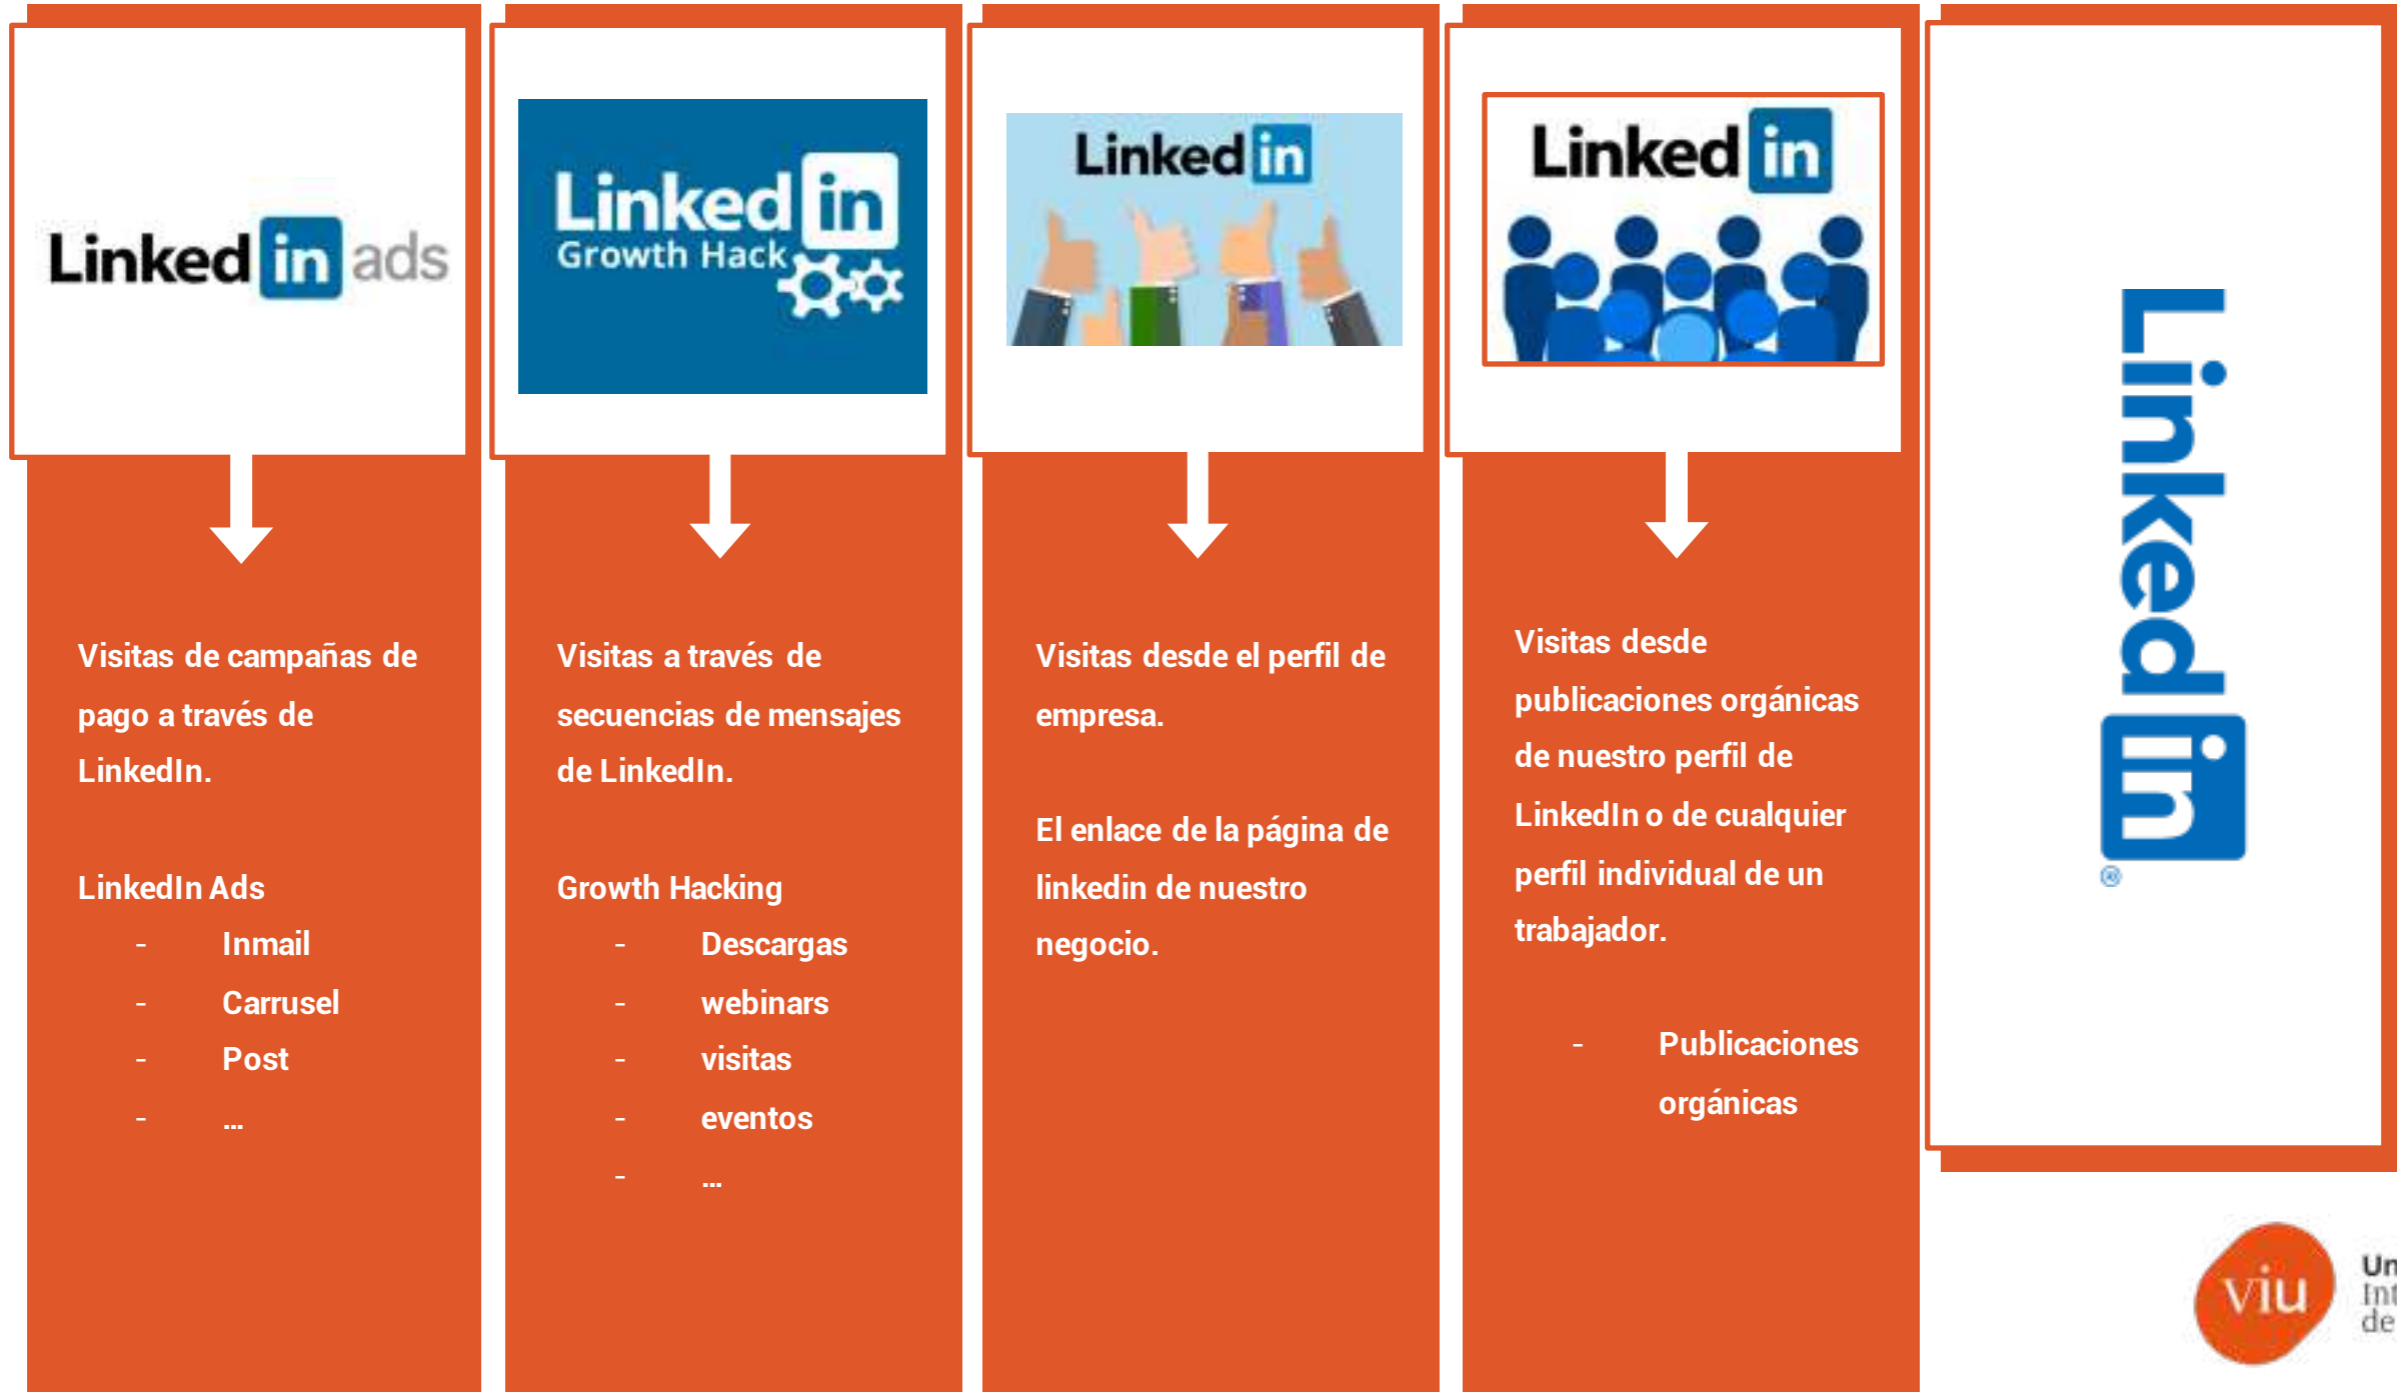 Linked in ads
Visitas de campañas de
pago a través de
LinkedIn.
LinkedIn Ads
- Inmail
- Carrusel
- Post
- ...
Linked in
Growth Hack
Visitas a través de
secuencias de mensajes
de LinkedIn.
Growth Hacking
- Descargas
- webinars
- visitas
- eventos
- ...
Linked in
Visitas desde el perfil de
empresa.
El enlace de la página de
linkedin de nuestro
negocio.
Linked in
Visitas desde
publicaciones orgánicas
de nuestro perfil de
LinkedIn o de cualquier
perfil individual de un
trabajador.
- Publicaciones
orgánicas
Linked in ®
viu
Un
Int
de